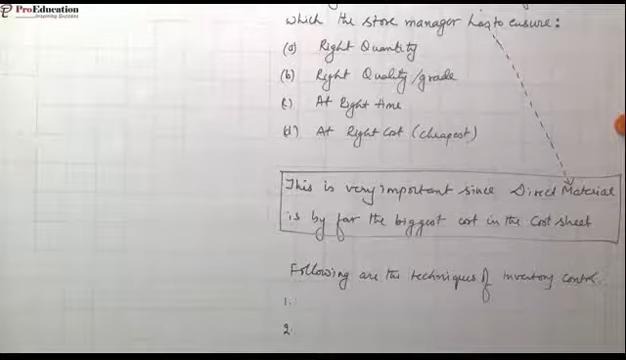 ProEducation
Inspiring Success
which the store manager has to ensure:
(a) Right Quantity
(b) Right Quality/grade
(c) At Right time
(d) At Right Cost (cheapest)
This is very important since Direct Material
is by far the biggest cost in the Cost sheet
Following are the techniques of inventory control.
1.
2.